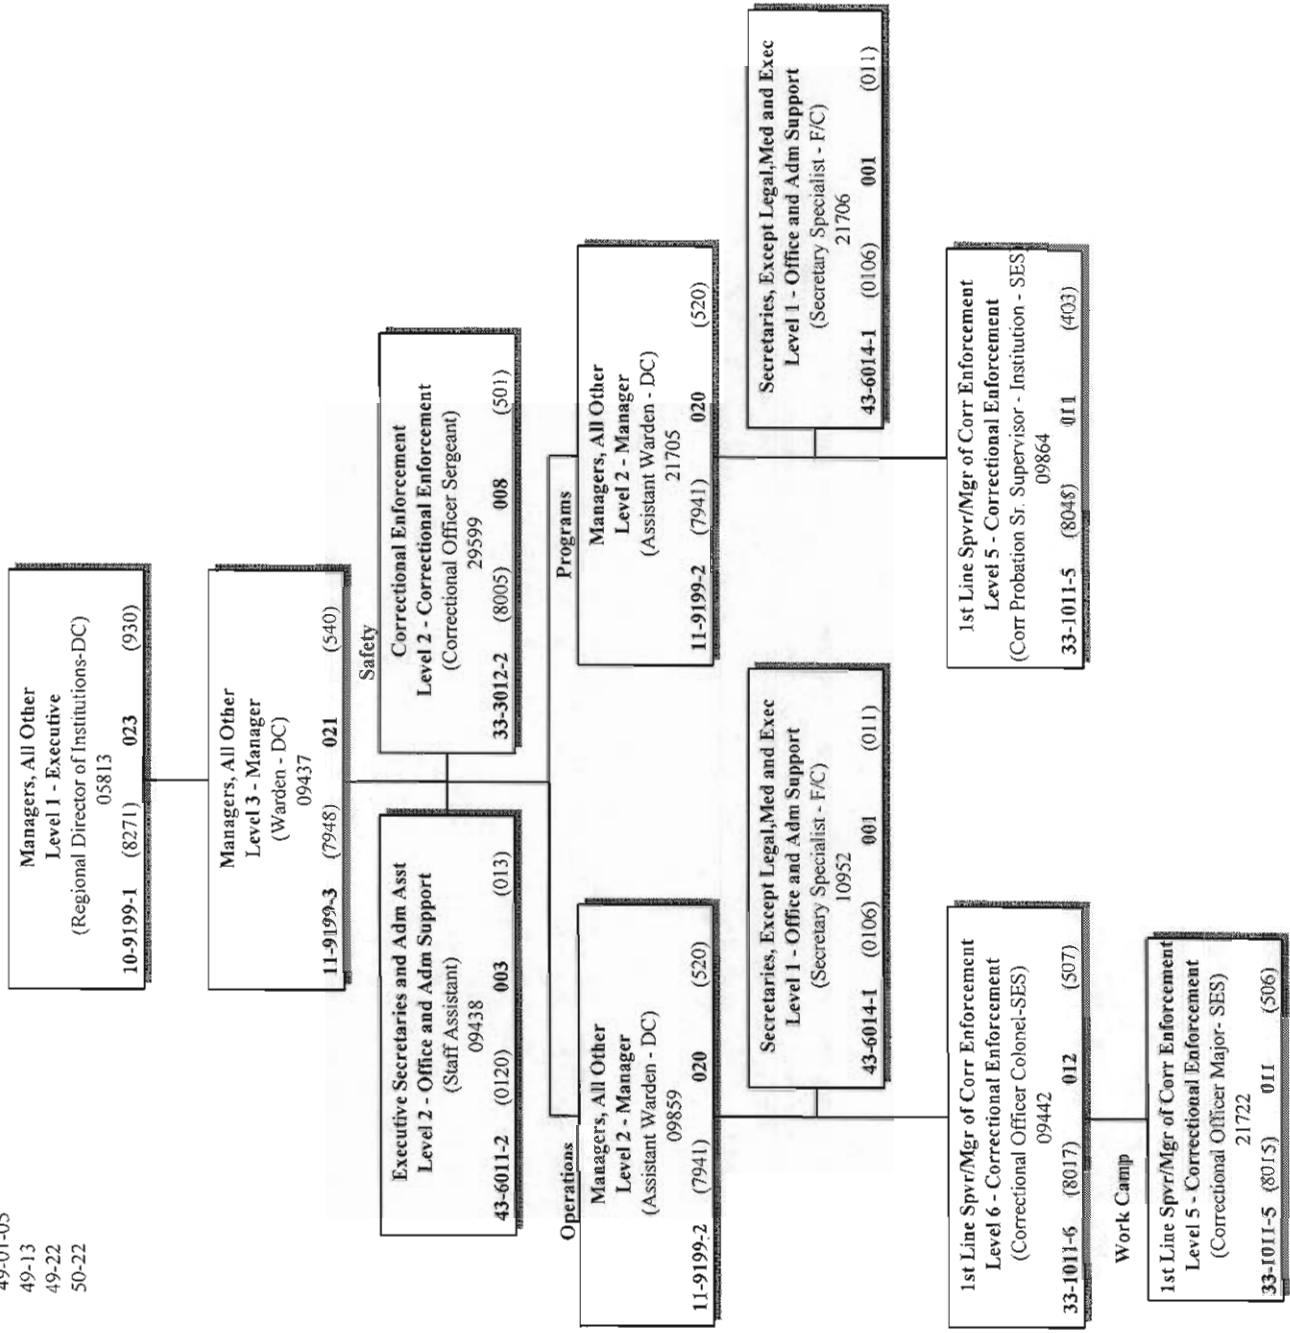 49-01-05
49-13
49-22
50-22
Managers, All Other
Level 1 - Executive
(Regional Director of Institutions-DC)
05813
10-9199-1 (8271) 023 (930)
Managers, All Other
Level 3 - Manager
(Warden - DC)
09437
11-9199-3 (7948) 021 (540)
Executive Secretaries and Adm Asst
Level 2 - Office and Adm Support
(Staff Assistant)
09438
43-6011-2 (0120) 003 (013)
Safety
Correctional Enforcement
Level 2 - Correctional Enforcement
(Correctional Officer Sergeant)
29599
33-3012-2 (8005) 008 (501)
Operations
Managers, All Other
Level 2 - Manager
(Assistant Warden - DC)
09859
11-9199-2 (7941) 020 (520)
Programs
Managers, All Other
Level 2 - Manager
(Assistant Warden - DC)
21705
11-9199-2 (7941) 020 (520)
Secretaries, Except Legal,Med and Exec
Level 1 - Office and Adm Support
(Secretary Specialist - F/C)
10952
43-6014-1 (0106) 001 (011)
Secretaries, Except Legal,Med and Exec
Level 1 - Office and Adm Support
(Secretary Specialist - F/C)
21706
43-6014-1 (0106) 001 (011)
1st Line Spvr/Mgr of Corr Enforcement
Level 6 - Correctional Enforcement
(Correctional Officer Colonel-SES)
09442
33-1011-6 (8017) 012 (507)
1st Line Spvr/Mgr of Corr Enforcement
Level 5 - Correctional Enforcement
(Corr Probation Sr. Supervisor - Institution - SES)
09864
33-1011-5 (8048) 011 (403)
Work Camp
1st Line Spvr/Mgr of Corr Enforcement
Level 5 - Correctional Enforcement
(Correctional Officer Major- SES)
21722
33-1011-5 (8015) 011 (506)